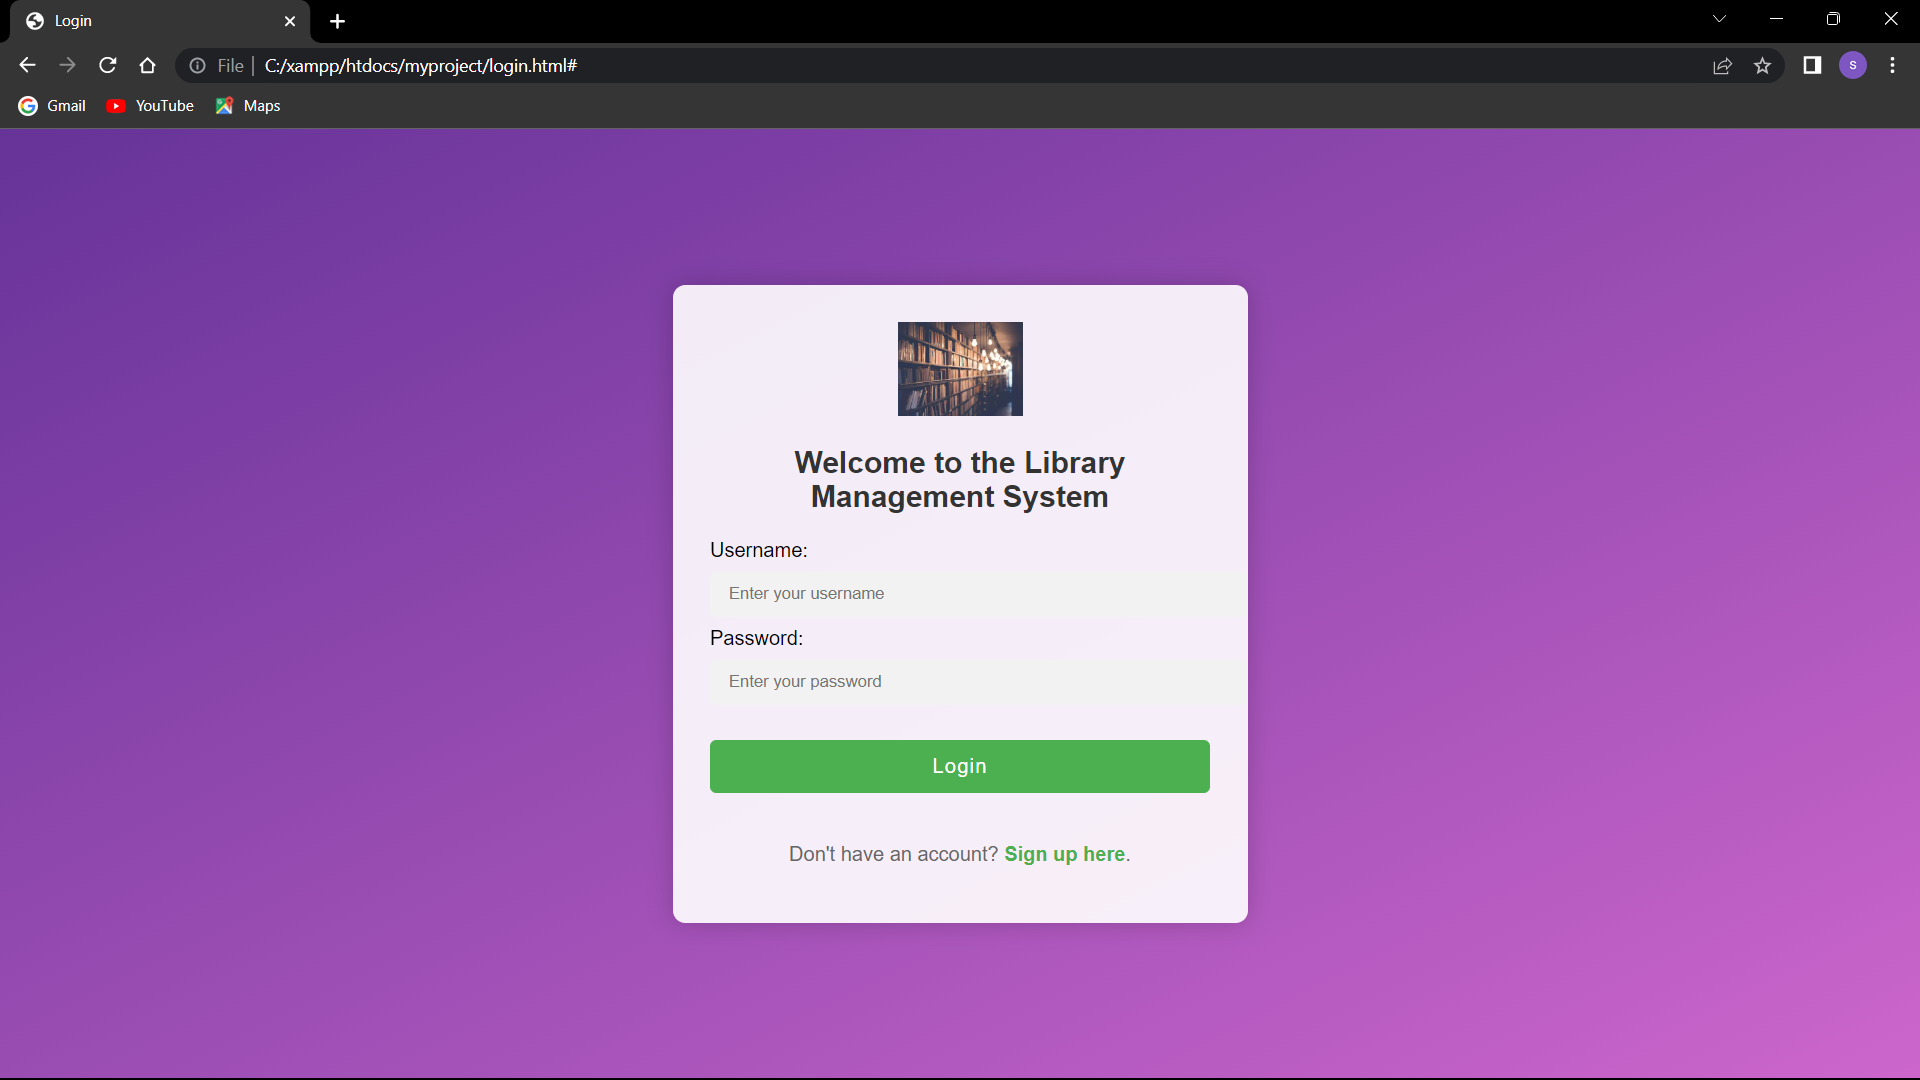 Login
File
C:/xampp/htdocs/myproject/login.html#
S
Gmail
YouTube
Maps
Welcome to the Library
Management System
Username:
Enter your username
Password:
Enter your password
Login
Don't have an account? Sign up here.